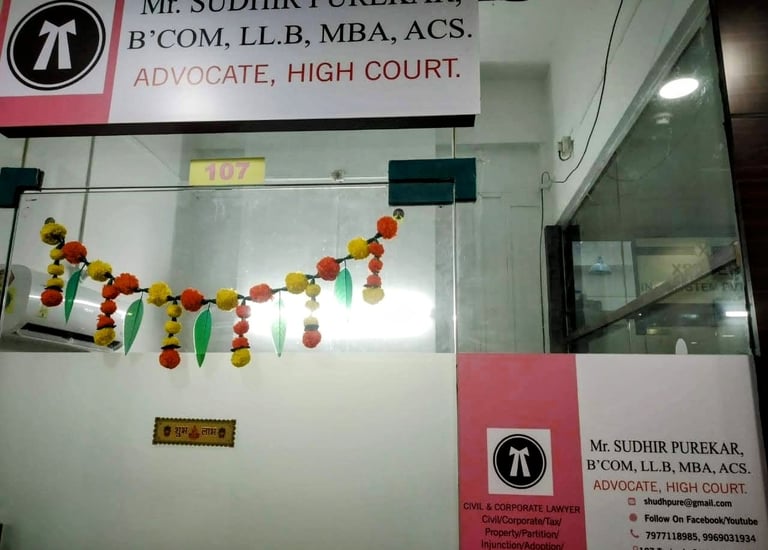 Mr. SUDHIR PUREKAR,
B'COM, LL.B, MBA, ACS.
ADVOCATE, HIGH COURT.
107
शुभ लाभ
Mr. SUDHIR PUREKAR,
B'COM, LL.B, MBA, ACS.
ADVOCATE, HIGH COURT.
shudhpure@gmail.com
Follow On Facebook/Youtube
7977118985, 9969031934
CIVIL & CORPORATE LAWYER
Civil/Corporate/Tax/
Property/Partition/
Injunction/Adoption/